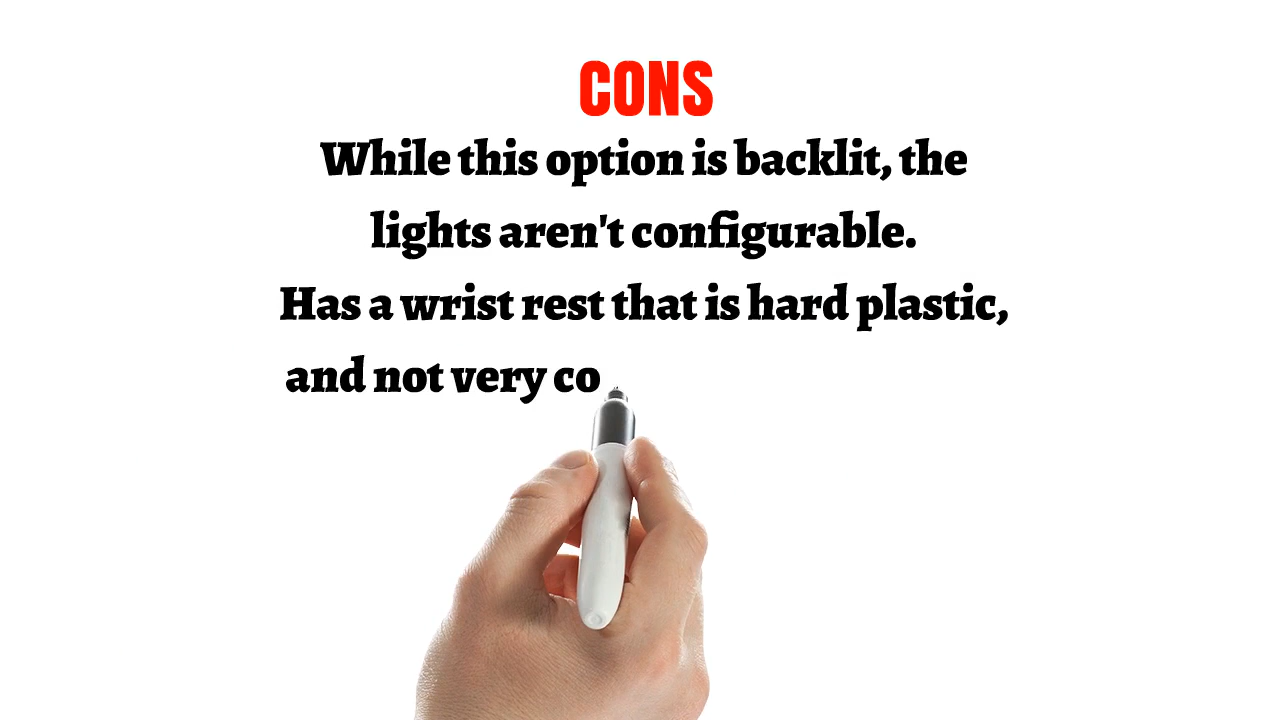 CONS
While this option is backlit, the
lights aren't configurable.
Has a wrist rest that is hard plastic,
and not very co